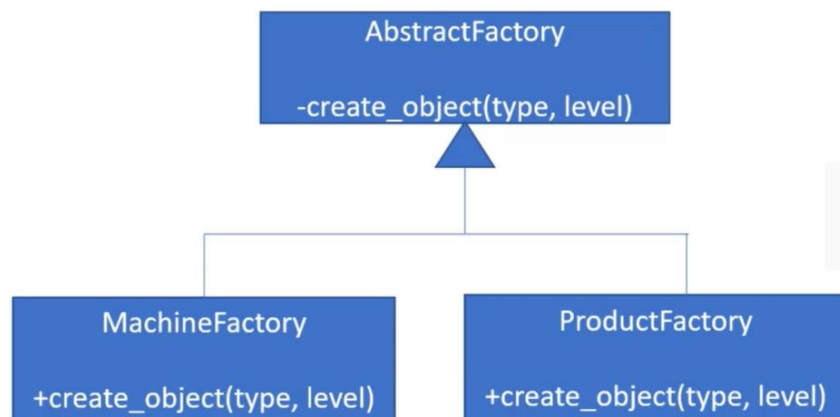 AbstractFactory
-create_object(type, level)
MachineFactory
+create_object(type, level)
ProductFactory
+create_object(type, level)